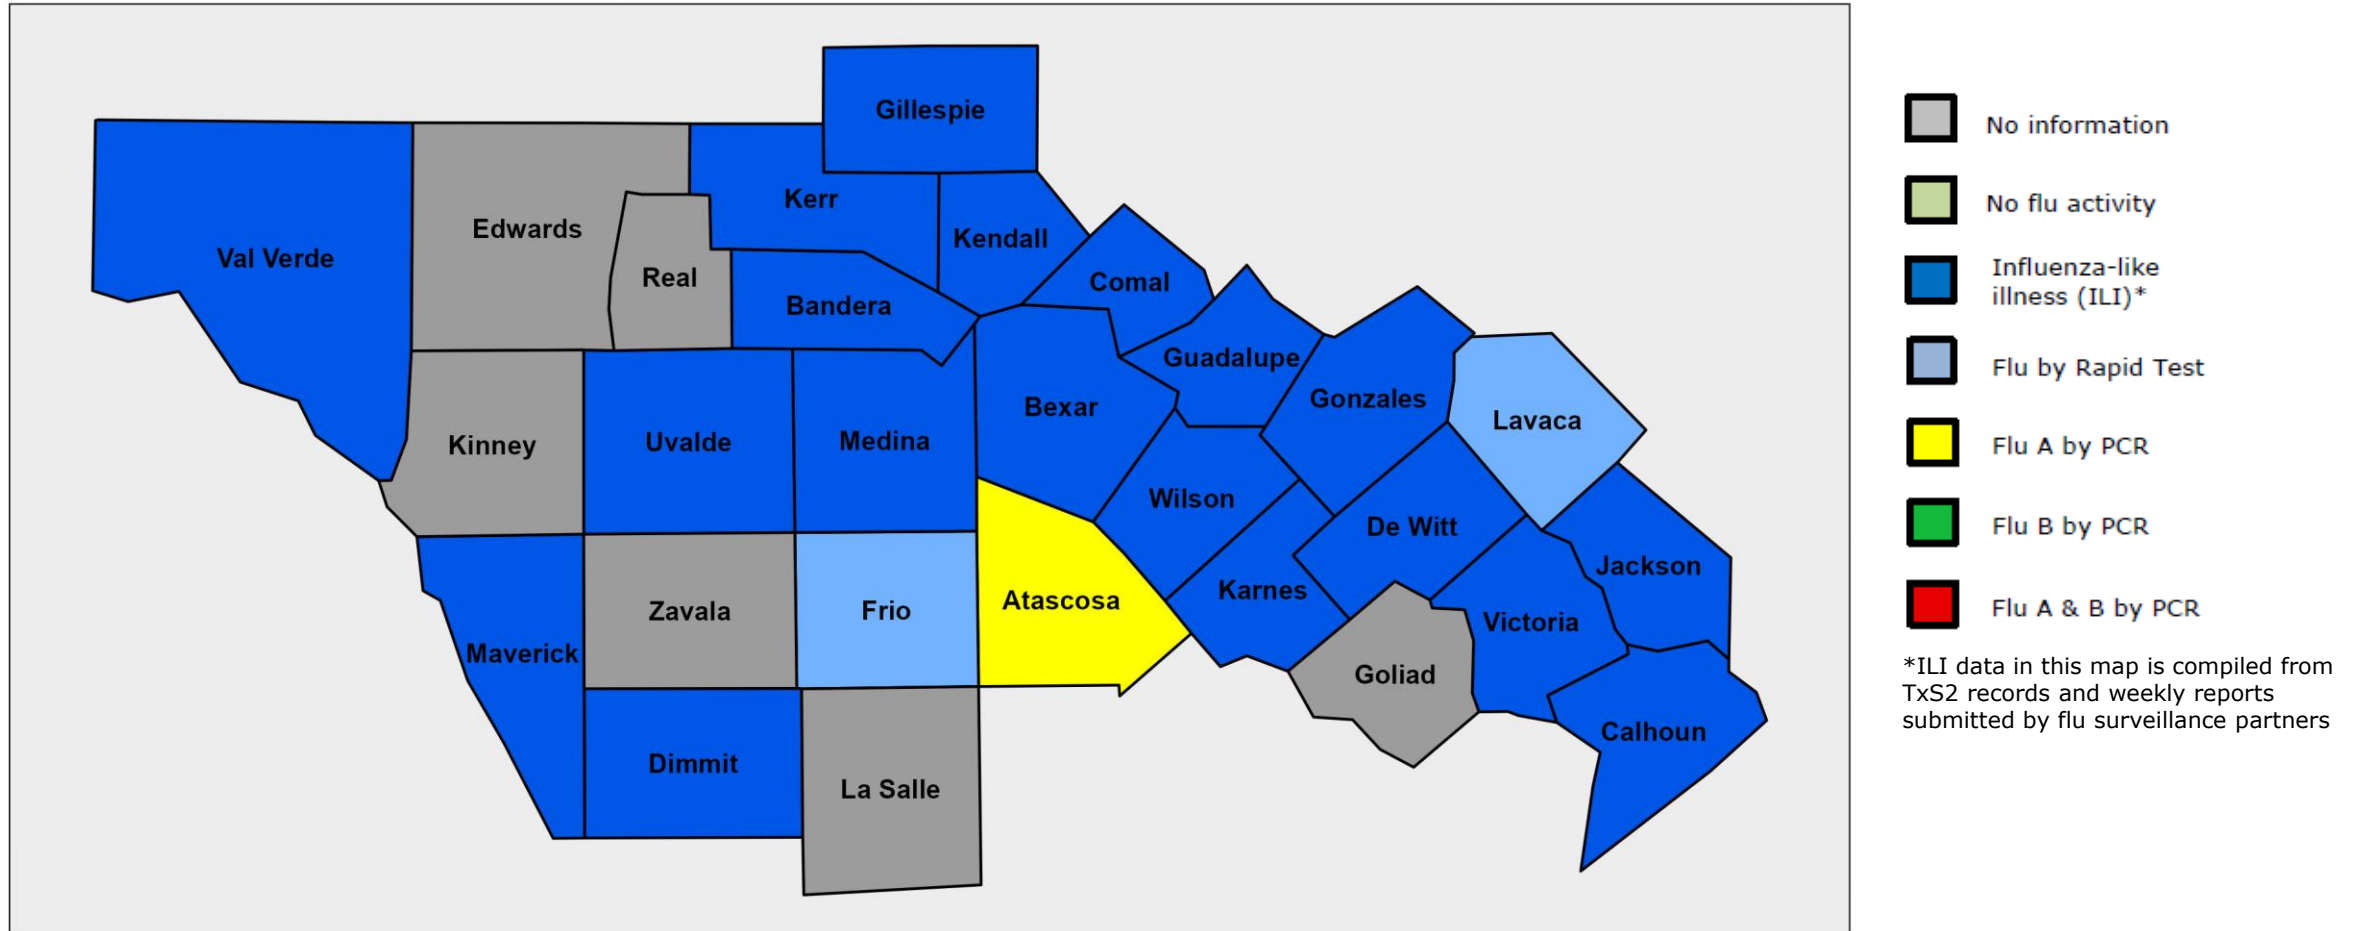 Gillespie
Kerr
Edwards
Kendall
Val Verde
Real
Comal
Bandera
Guadalupe
Gonzales
Bexar
Lavaca
Kinney
Uvalde
Medina
Wilson
De Witt
Jackson
Karnes
Atascosa
Zavala
Frio
Victoria
Maverick
Goliad
Calhoun
Dimmit
La Salle
No information
No flu activity
Influenza-like
illness (ILI)*
Flu by Rapid Test
Flu A by PCR
Flu B by PCR
Flu A & B by PCR
*ILI data in this map is compiled from
TxS2 records and weekly reports
submitted by flu surveillance partners